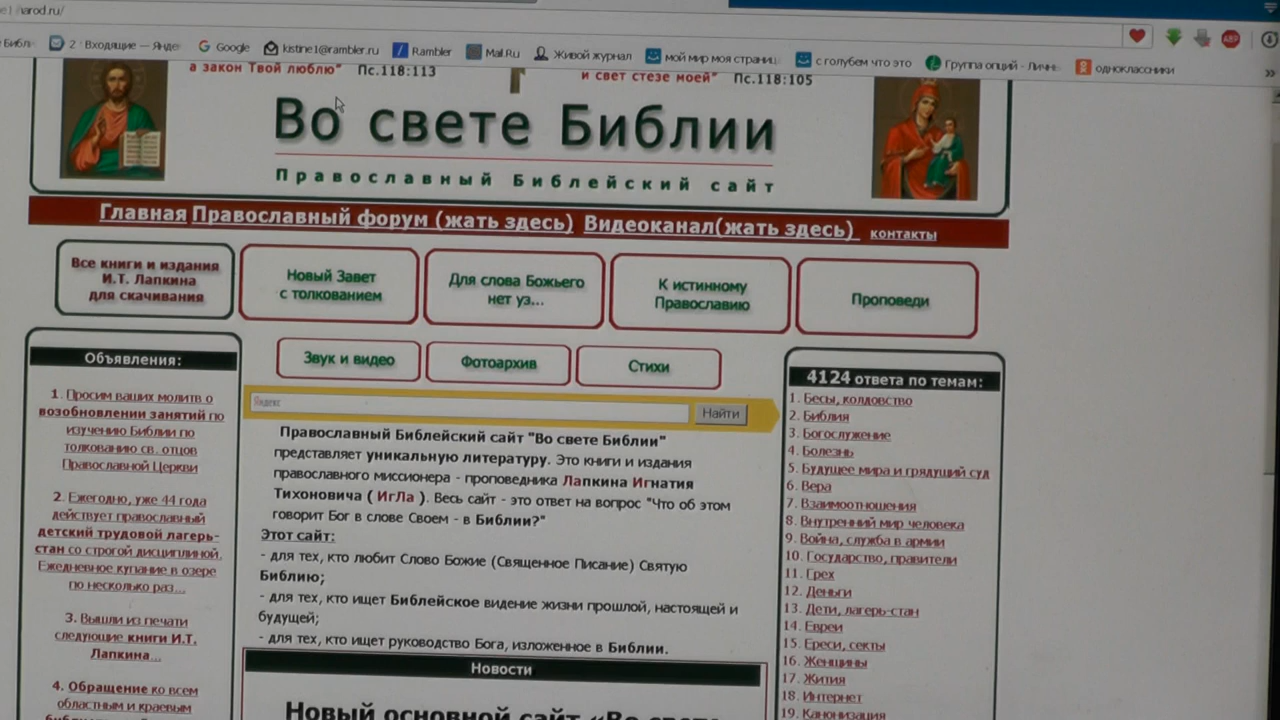 narod.ru/
2 · Входящие — Янде
Google
kistine1@rambler.ru
Rambler
Mail.Ru
Живой журнал
мой мир моя страниц
с голубем что это
Группа опций - Личн
одноклассники
а закон Твой люблю" Пс.118:113
и свет стезе моей" Пс.118:105
Во свете Библии
Православный Библейский сайт
Главная Православный форум (жать здесь) Видеоканал(жать здесь) контакты
Все книги и издания
И.Т. Лапкина
для скачивания
Новый Завет
с толкованием
Для слова Божьего
нет уз...
К истинному
Православию
Проповеди
Звук и видео
Фотоархив
Стихи
Объявления:
1. Просим ваших молитв о
возобновлении занятий по
изучению Библии по
толкованию св. отцов
Православной Церкви
2. Ежегодно, уже 44 года
действует православный
детский трудовой лагерь-
стан со строгой дисциплиной.
Ежедневное купание в озере
по несколько раз...
3. Вышли из печати
следующие книги И.Т.
Лапкина...
4. Обращение ко всем
областным и краевым
Яндекс
Найти
Православный Библейский сайт "Во свете Библии"
представляет уникальную литературу. Это книги и издания
православного миссионера - проповедника Лапкина Игнатия
Тихоновича ( ИгЛа ). Весь сайт - это ответ на вопрос "Что об этом
говорит Бог в слове Своем - в Библии?"
Этот сайт:
- для тех, кто любит Слово Божие (Священное Писание) Святую
Библию;
- для тех, кто ищет Библейское видение жизни прошлой, настоящей и
будущей;
- для тех, кто ищет руководство Бога, изложенное в Библии.
Новости
Новый основной сайт «Во свете
4124 ответа по темам:
1. Бесы, колдовство
2. Библия
3. Богослужение
4. Болезнь
5. Будущее мира и грядущий суд
6. Вера
7. Взаимоотношения
8. Внутренний мир человека
9. Война, служба в армии
10. Государство, правители
11. Грех
12. Деньги
13. Дети, лагерь-стан
14. Евреи
15. Ереси, секты
16. Женщины
17. Жития
18. Интернет
19. Канонизация